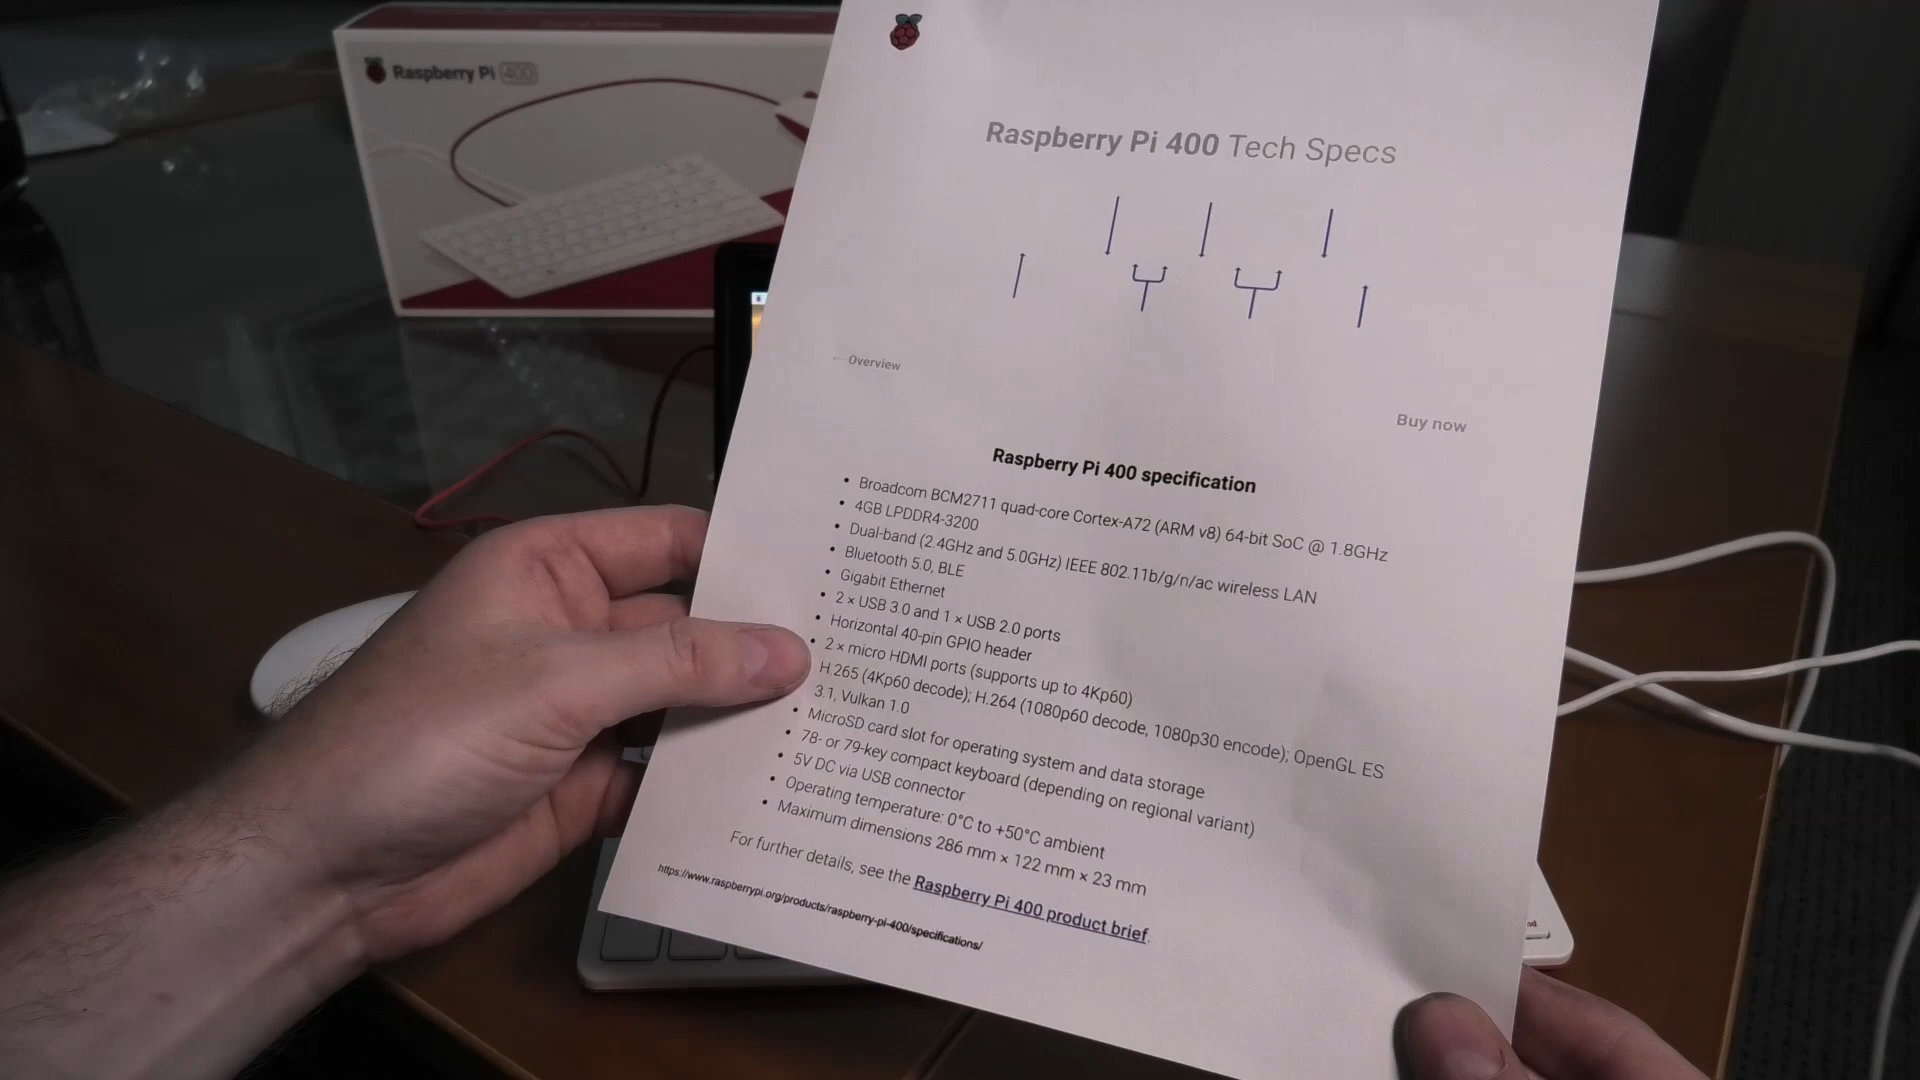 Raspberry Pi 400
Raspberry Pi 400 Tech Specs
← Overview
Buy now
Raspberry Pi 400 specification
• Broadcom BCM2711 quad-core Cortex-A72 (ARM v8) 64-bit SoC @ 1.8GHz
• 4GB LPDDR4-3200
• Dual-band (2.4GHz and 5.0GHz) IEEE 802.11b/g/n/ac wireless LAN
• Bluetooth 5.0, BLE
• Gigabit Ethernet
• 2 × USB 3.0 and 1 × USB 2.0 ports
• Horizontal 40-pin GPIO header
• 2 × micro HDMI ports (supports up to 4Kp60)
H.265 (4Kp60 decode); H.264 (1080p60 decode, 1080p30 encode); OpenGL ES
3.1, Vulkan 1.0
• MicroSD card slot for operating system and data storage
• 78- or 79-key compact keyboard (depending on regional variant)
• 5V DC via USB connector
• Operating temperature: 0°C to +50°C ambient
• Maximum dimensions 286 mm × 122 mm × 23 mm
For further details, see the Raspberry Pi 400 product brief.
https://www.raspberrypi.org/products/raspberry-pi-400/specifications/